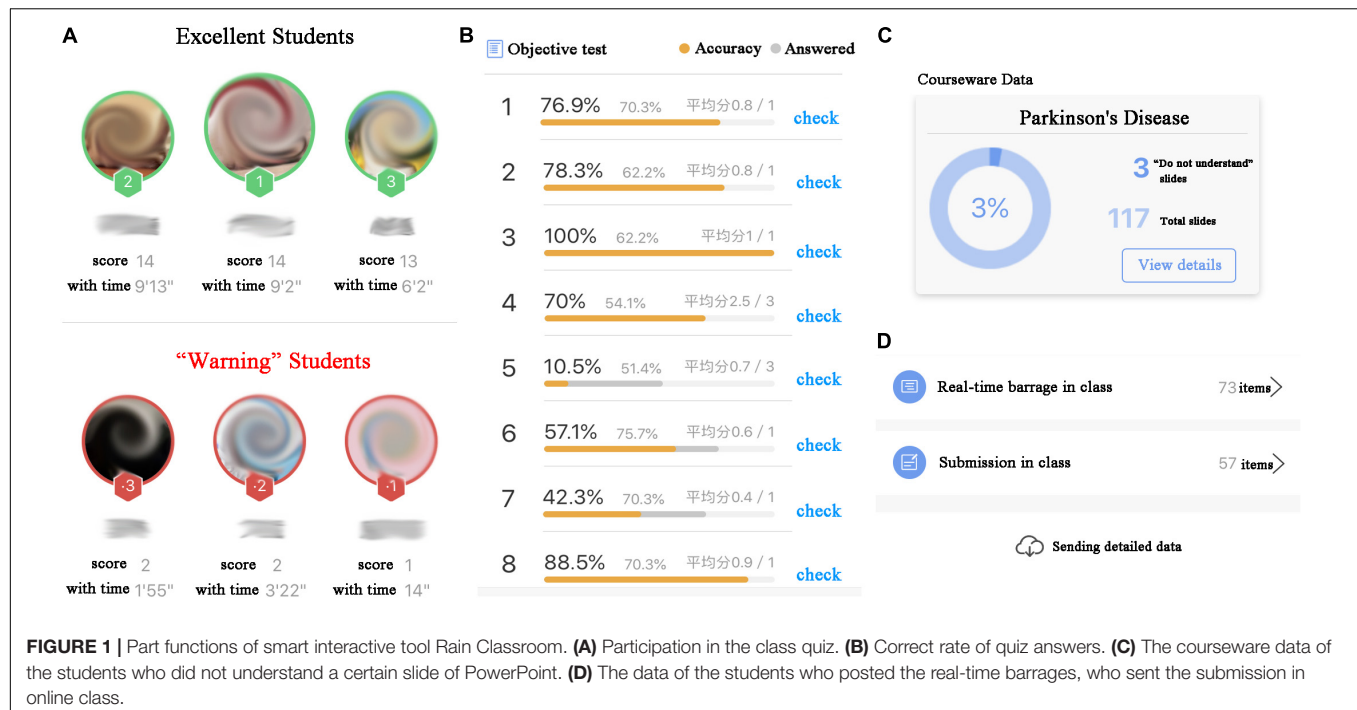 A
Excellent Students
2
1
3
score 14
with time 9'13"
score 14
with time 9'2"
score 13
with time 6'2"
“Warning” Students
·3
·2
·1
score 2
with time 1'55"
score 2
with time 3'22"
score 1
with time 14"
B
Objective test
Accuracy
Answered
1 76.9% 70.3% 平均分0.8 / 1 check
2 78.3% 62.2% 平均分0.8 / 1 check
3 100% 62.2% 平均分1 / 1 check
4 70% 54.1% 平均分2.5 / 3 check
5 10.5% 51.4% 平均分0.7 / 3 check
6 57.1% 75.7% 平均分0.6 / 1 check
7 42.3% 70.3% 平均分0.4 / 1 check
8 88.5% 70.3% 平均分0.9 / 1 check
C
Courseware Data
Parkinson's Disease
3%
3 “Do not understand”
slides
117 Total slides
View details
D
Real-time barrage in class 73 items
Submission in class 57 items
Sending detailed data
FIGURE 1 | Part functions of smart interactive tool Rain Classroom. (A) Participation in the class quiz. (B) Correct rate of quiz answers. (C) The courseware data of
the students who did not understand a certain slide of PowerPoint. (D) The data of the students who posted the real-time barrages, who sent the submission in
online class.